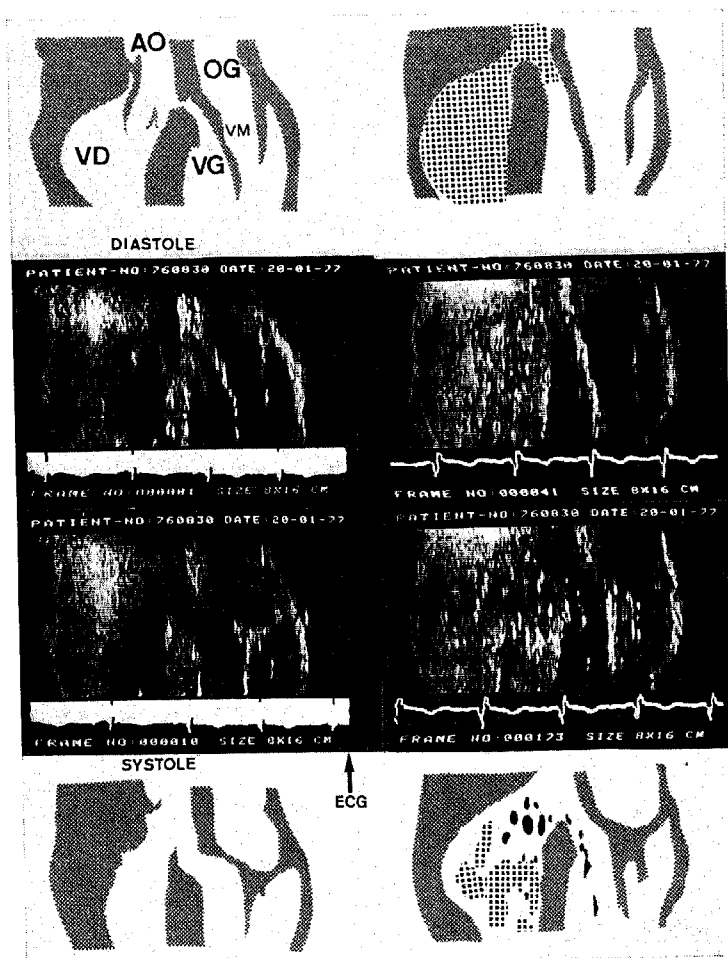 AO
OG
VM
VD
VG
DIASTOLE
PATIENT-NO:760830 DATE:20-01-77
PATIENT-NO:760830 DATE:20-01-77
FRAME NO:000001 SIZE 8X16 CM
FRAME NO:000041 SIZE 8X16 CM
PATIENT-NO:760830 DATE:20-01-77
PATIENT-NO:760830 DATE:20-01-77
FRAME NO:000010 SIZE 8X16 CM
FRAME NO:000123 SIZE 8X16 CM
SYSTOLE
ECG